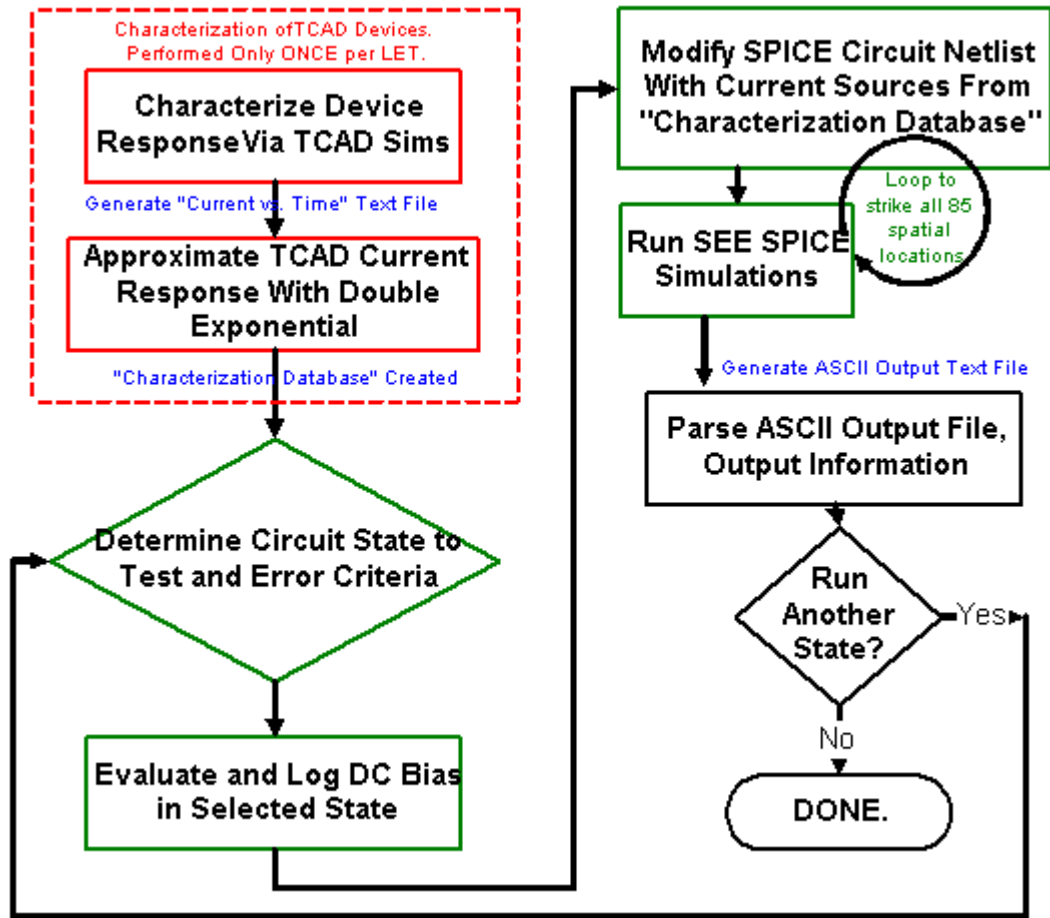 Characterization ofTCAD Devices.
Performed Only ONCE per LET.
Characterize Device
ResponseVia TCAD Sims
Generate "Current vs. Time" Text File
Approximate TCAD Current
Response With Double
Exponential
"Characterization Database" Created
Determine Circuit State to
Test and Error Criteria
Evaluate and Log DC Bias
in Selected State
Modify SPICE Circuit Netlist
With Current Sources From
"Characterization Database"
Loop to
strike all 85
spatial
locations
Run SEE SPICE
Simulations
Generate ASCII Output Text File
Parse ASCII Output File,
Output Information
Run
Another
State?
Yes
No
DONE.